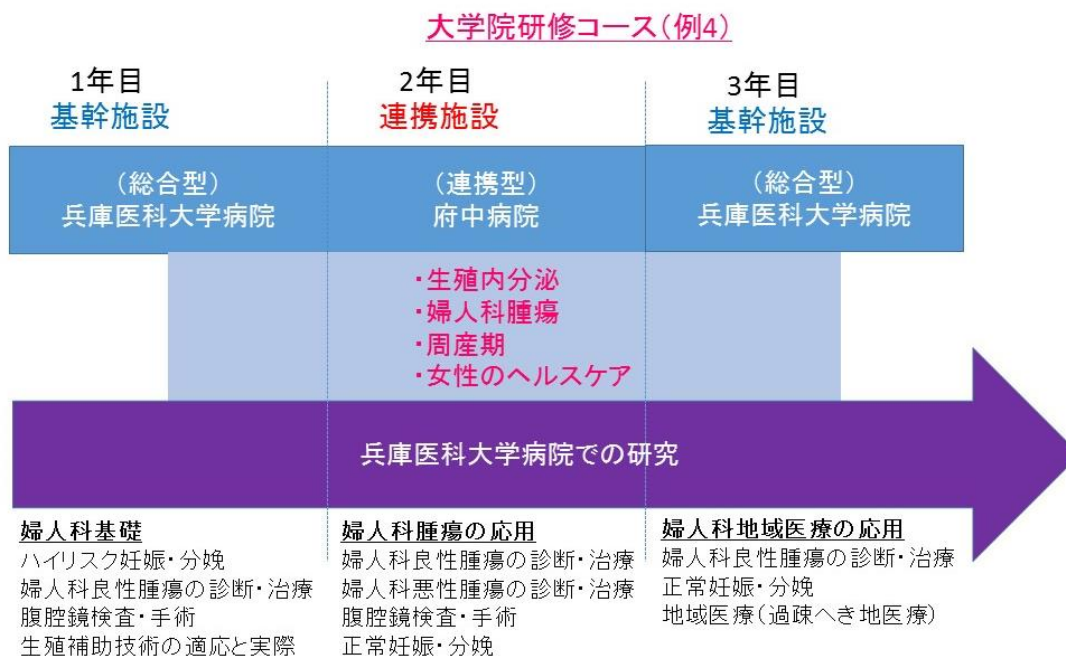 大学院研修コース(例4)
1年目
基幹施設
2年目
連携施設
3年目
基幹施設
(総合型)
兵庫医科大学病院
(連携型)
府中病院
(総合型)
兵庫医科大学病院
・生殖内分泌
・婦人科腫瘍
・周産期
・女性のヘルスケア
兵庫医科大学病院での研究
婦人科基礎
ハイリスク妊娠・分娩
婦人科良性腫瘍の診断・治療
腹腔鏡検査・手術
生殖補助技術の適応と実際
婦人科腫瘍の応用
婦人科良性腫瘍の診断・治療
婦人科悪性腫瘍の診断・治療
腹腔鏡検査・手術
正常妊娠・分娩
婦人科地域医療の応用
婦人科良性腫瘍の診断・治療
正常妊娠・分娩
地域医療(過疎へき地医療)